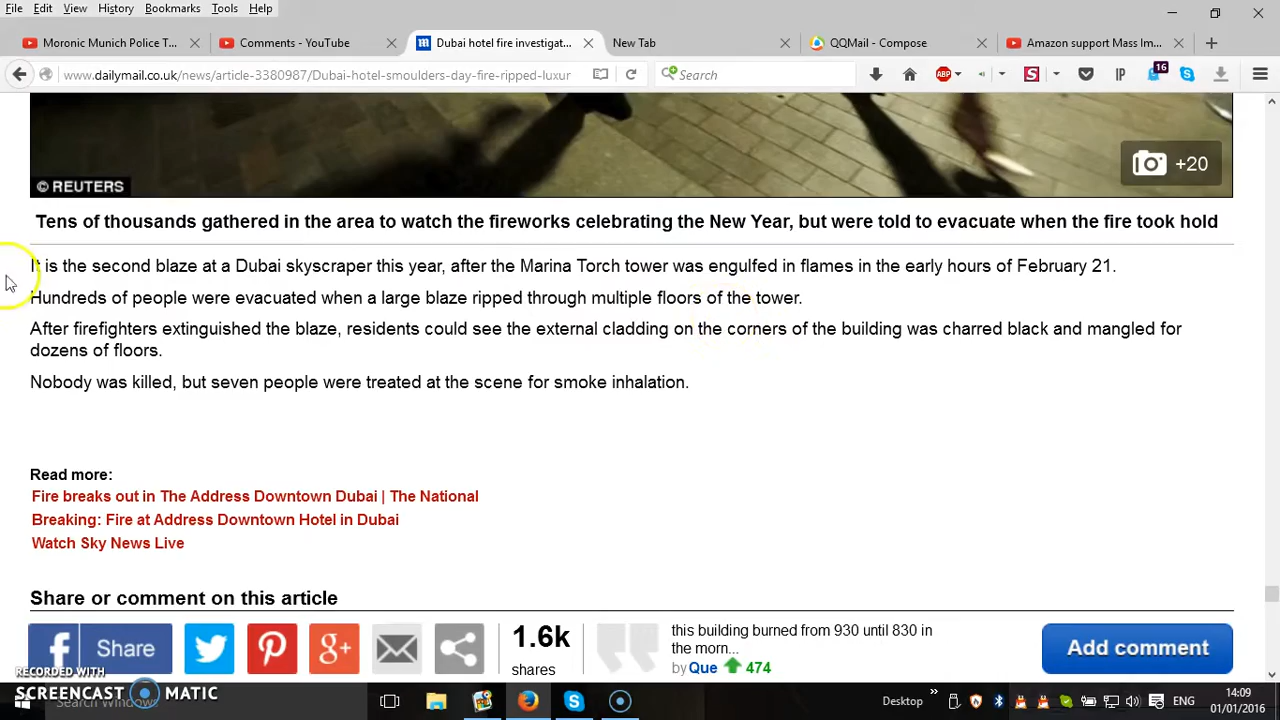 File Edit View History Bookmarks Tools Help
Moronic Munich Police T... Comments - YouTube Dubai hotel fire investigat... New Tab QQMail - Compose Amazon support Mass Im...
www.dailymail.co.uk/news/article-3380987/Dubai-hotel-smoulders-day-fire-ripped-luxur Search ABP S IP 16
© REUTERS +20
Tens of thousands gathered in the area to watch the fireworks celebrating the New Year, but were told to evacuate when the fire took hold
It is the second blaze at a Dubai skyscraper this year, after the Marina Torch tower was engulfed in flames in the early hours of February 21.
Hundreds of people were evacuated when a large blaze ripped through multiple floors of the tower.
After firefighters extinguished the blaze, residents could see the external cladding on the corners of the building was charred black and mangled for
dozens of floors.
Nobody was killed, but seven people were treated at the scene for smoke inhalation.
Read more:
Fire breaks out in The Address Downtown Dubai | The National
Breaking: Fire at Address Downtown Hotel in Dubai
Watch Sky News Live
Share or comment on this article
f Share g+ 1.6k shares
this building burned from 930 until 830 in
the morn...
by Que 474
Add comment
RECORDED WITH
SCREENCAST MATIC
Search Windows
Desktop ENG 14:09
01/01/2016